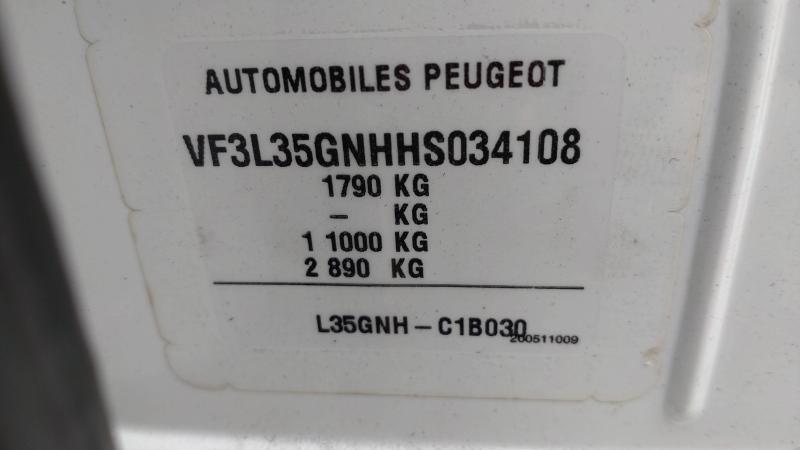 AUTOMOBILES PEUGEOT
VF3L35GNHHS034108
1790 KG
– KG
1 1000 KG
2 890 KG
L35GNH – C1B030
200511009